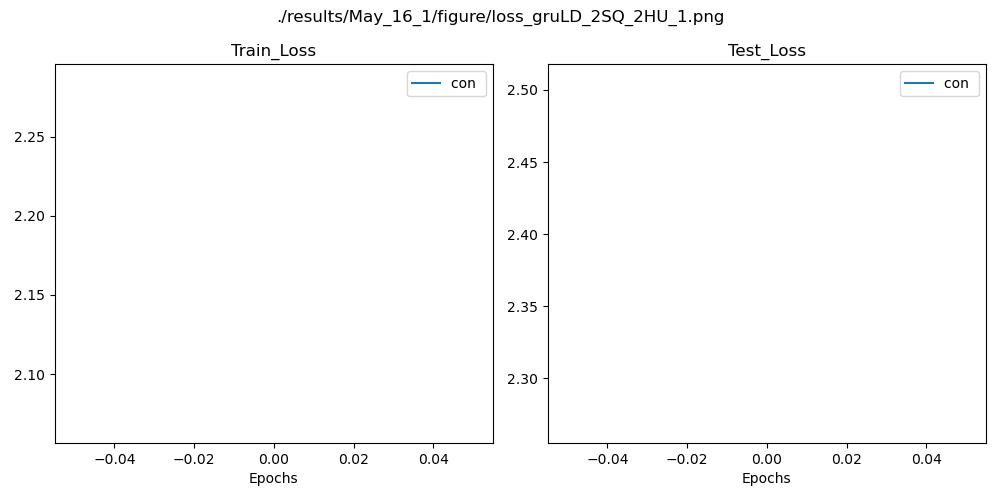 ./results/May_16_1/figure/loss_gruLD_2SQ_2HU_1.png
Train_Loss
con
2.25
2.20
2.15
2.10
−0.04 −0.02 0.00 0.02 0.04
Epochs
Test_Loss
con
2.50
2.45
2.40
2.35
2.30
−0.04 −0.02 0.00 0.02 0.04
Epochs